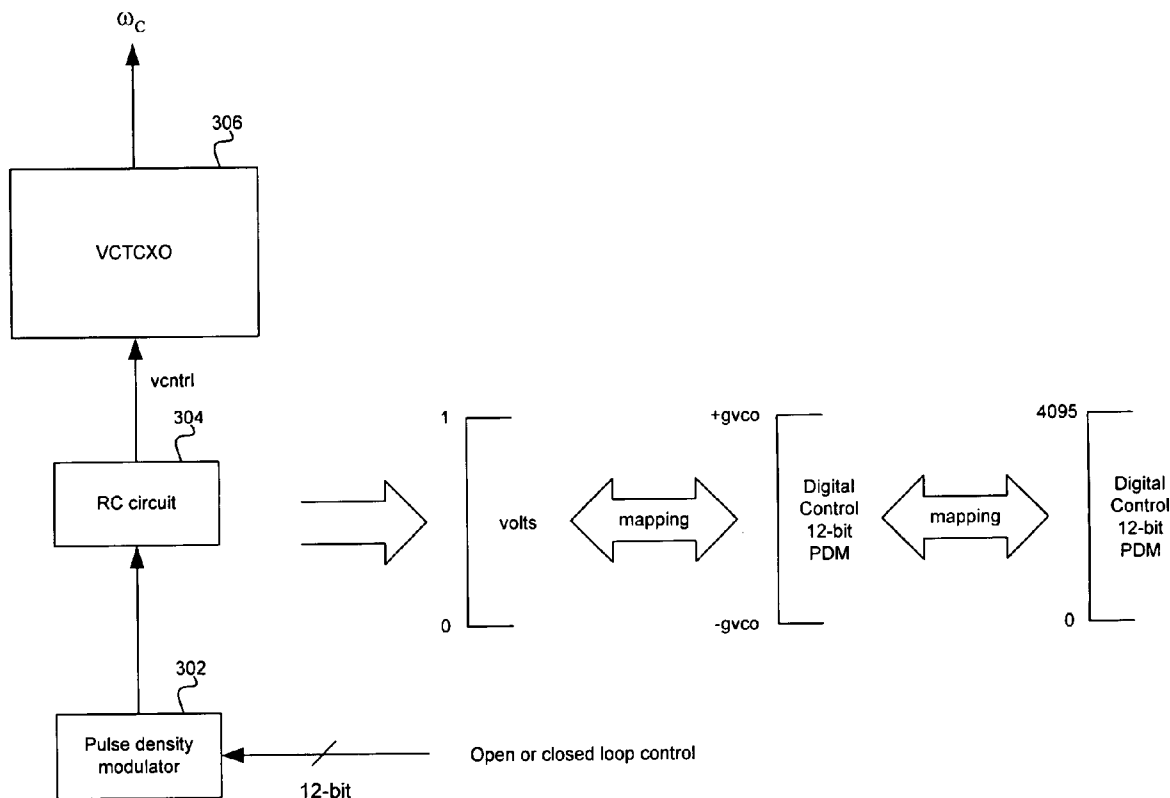 ωC
306
VCTCXO
vcntrl
304
RC circuit
1
volts
0
mapping
+gvco
Digital
Control
12-bit
PDM
-gvco
mapping
4095
Digital
Control
12-bit
PDM
0
302
Pulse density
modulator
12-bit
Open or closed loop control